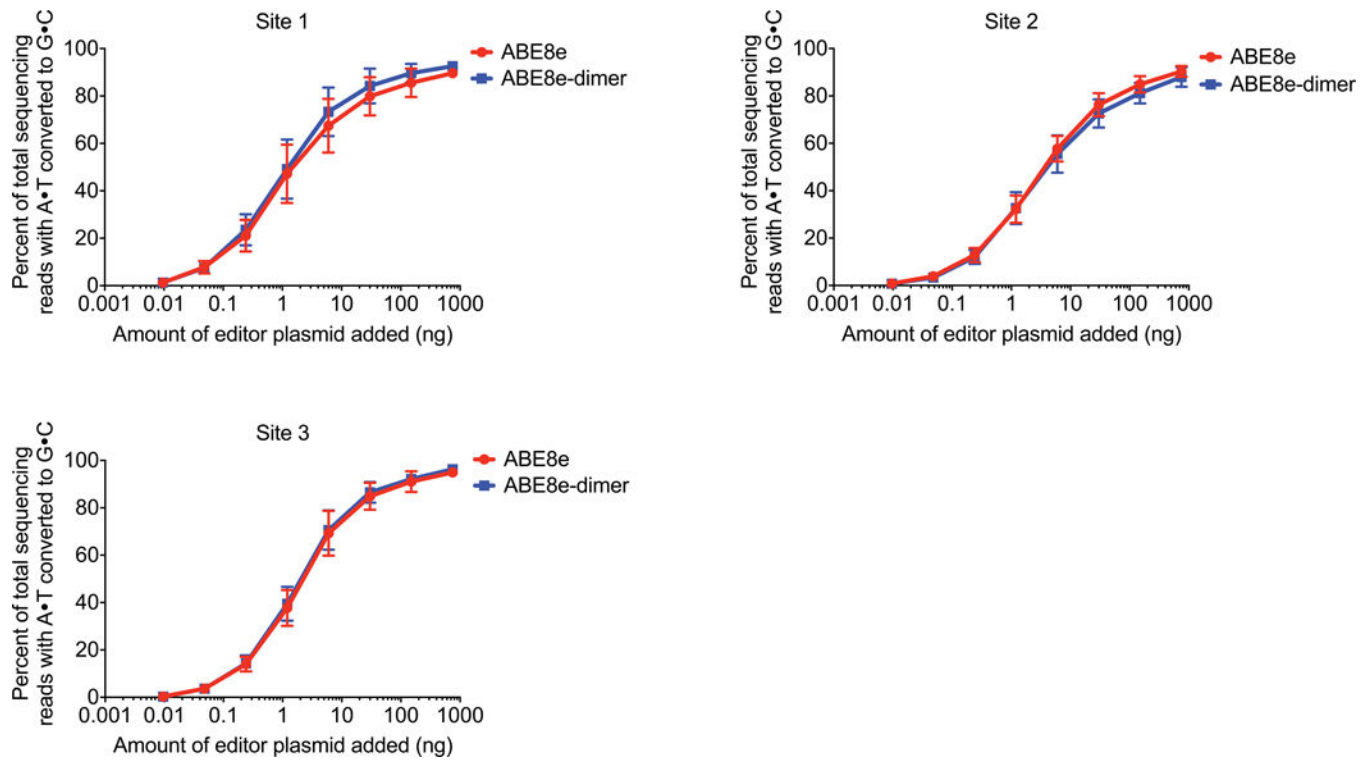 Site 1
Percent of total sequencing
reads with A•T converted to G•C
100
80
60
40
20
0
0.001 0.01 0.1 1 10 100 1000
Amount of editor plasmid added (ng)
ABE8e
ABE8e-dimer
Site 2
Percent of total sequencing
reads with A•T converted to G•C
100
80
60
40
20
0
0.001 0.01 0.1 1 10 100 1000
Amount of editor plasmid added (ng)
ABE8e
ABE8e-dimer
Site 3
Percent of total sequencing
reads with A•T converted to G•C
100
80
60
40
20
0
0.001 0.01 0.1 1 10 100 1000
Amount of editor plasmid added (ng)
ABE8e
ABE8e-dimer